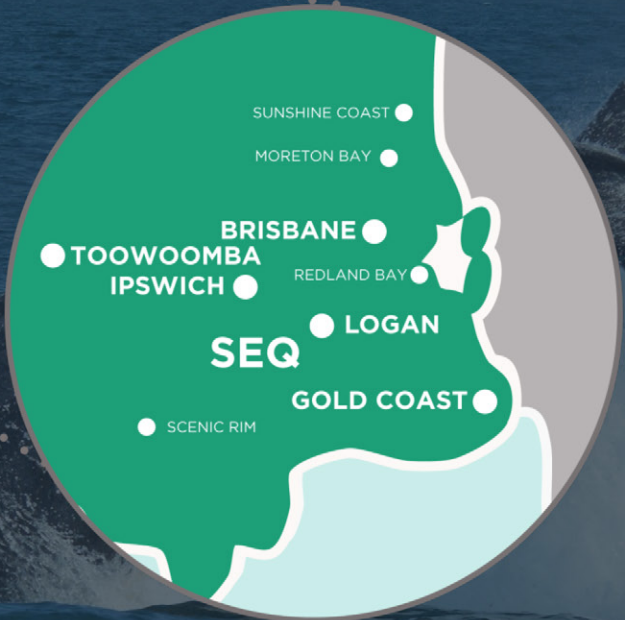 SUNSHINE COAST
MORETON BAY
BRISBANE
TOOWOOMBA
IPSWICH
REDLAND BAY
LOGAN
SEQ
GOLD COAST
SCENIC RIM